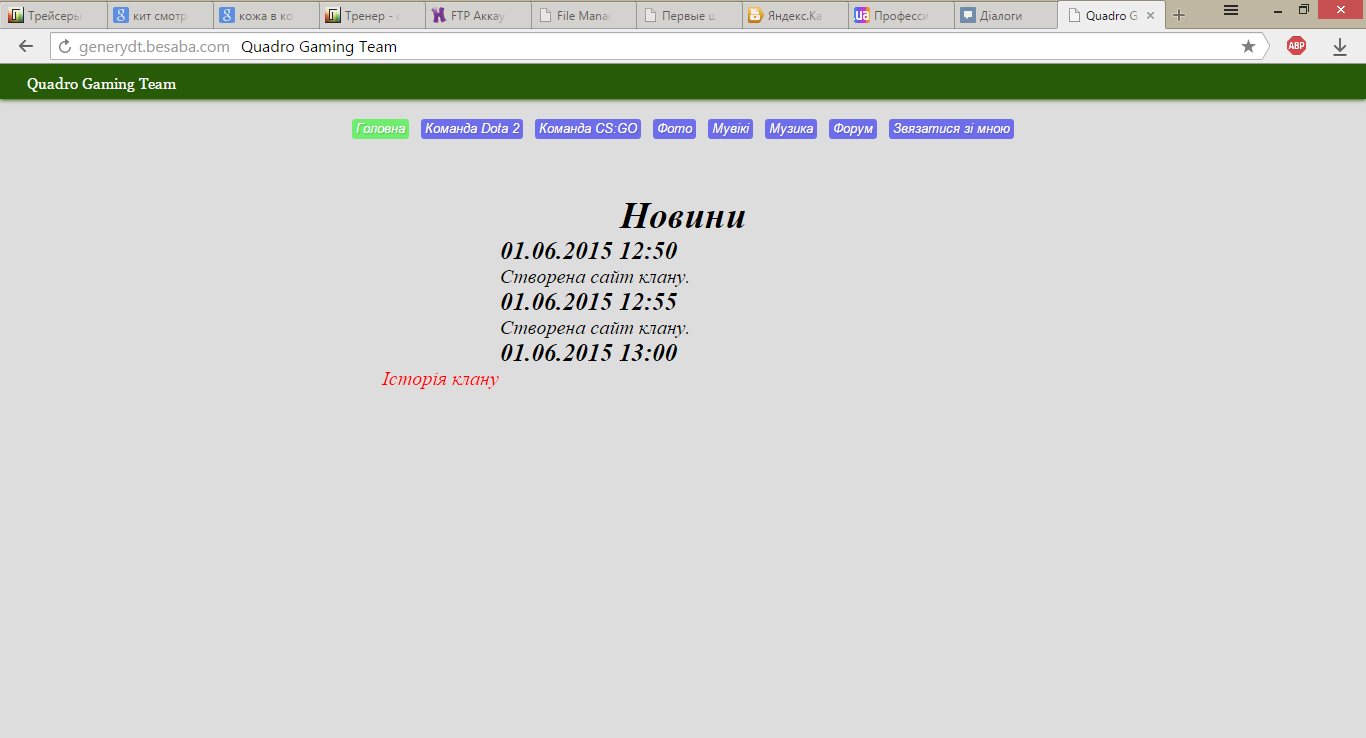 Трейсеры
кит смотр
кожа в ко
Тренер -
FTP Аккау
File Mana
Первые ш
Яндекс.Ка
Професси
Діалоги
Quadro G
generydt.besaba.com Quadro Gaming Team
ABP
Quadro Gaming Team
Головна
Команда Dota 2
Команда CS:GO
Фото
Мувікі
Музика
Форум
Звязатися зі мною
Новини
01.06.2015 12:50
Створена сайт клану.
01.06.2015 12:55
Створена сайт клану.
01.06.2015 13:00
Історія клану